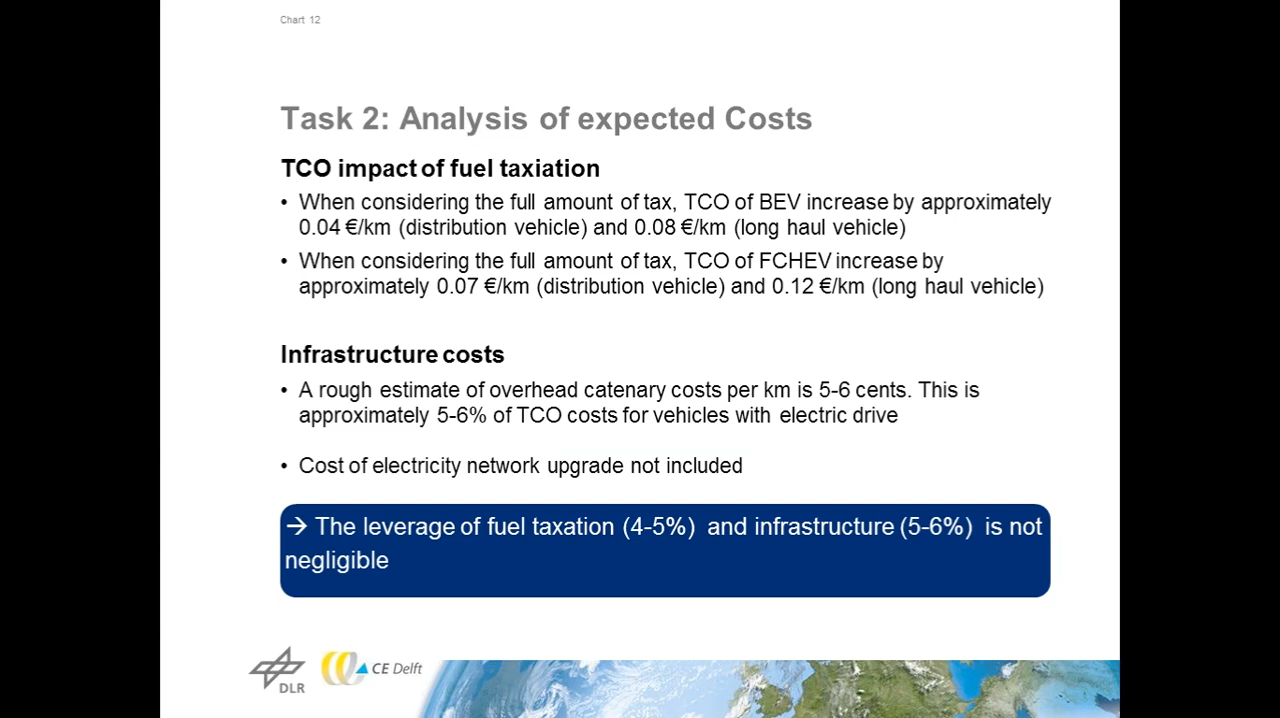 Chart 12
Task 2: Analysis of expected Costs
TCO impact of fuel taxiation
• When considering the full amount of tax, TCO of BEV increase by approximately
0.04 €/km (distribution vehicle) and 0.08 €/km (long haul vehicle)
• When considering the full amount of tax, TCO of FCHEV increase by
approximately 0.07 €/km (distribution vehicle) and 0.12 €/km (long haul vehicle)
Infrastructure costs
• A rough estimate of overhead catenary costs per km is 5-6 cents. This is
approximately 5-6% of TCO costs for vehicles with electric drive
• Cost of electricity network upgrade not included
→ The leverage of fuel taxation (4-5%) and infrastructure (5-6%) is not
negligible
DLR
CE Delft